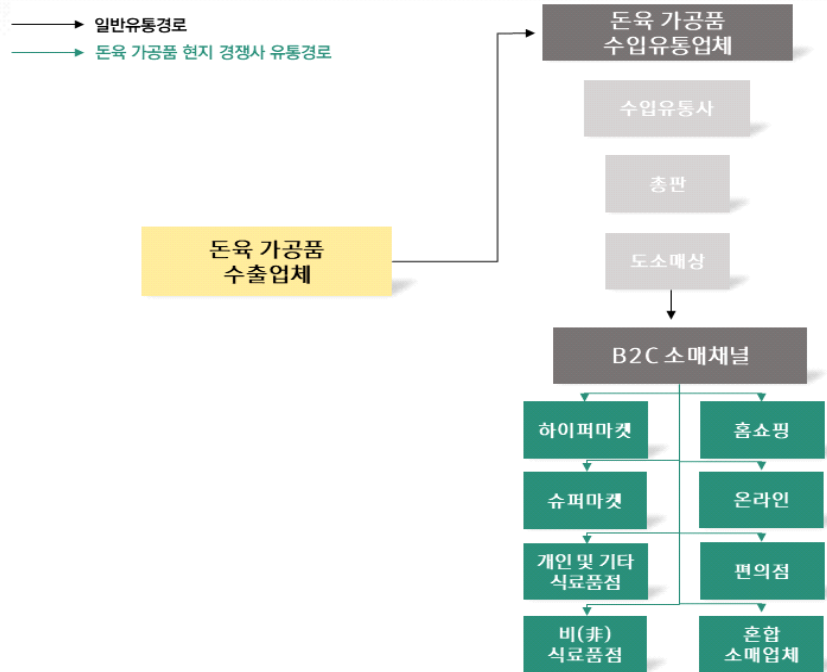 일반유통경로
돈육 가공품 현지 경쟁사 유통경로
돈육 가공품
수입유통업체
수입유통사
총판
돈육 가공품
수출업체
도소매상
B2C 소매채널
하이퍼마켓
홈쇼핑
슈퍼마켓
온라인
개인 및 기타
식료품점
편의점
비(非)
식료품점
혼합
소매업체